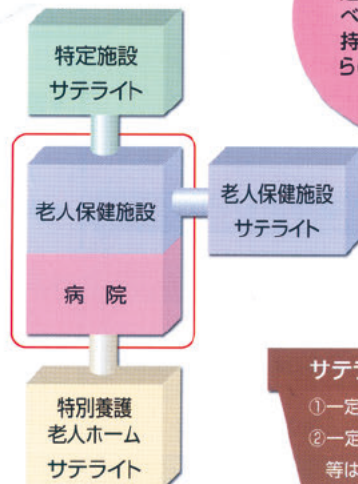 特定施設
サテライト
老人保健施設
病 院
老人保健施設
サテライト
特別養護
老人ホーム
サテライト
べ
持
ら
サテラ
①一定
②一定
等は